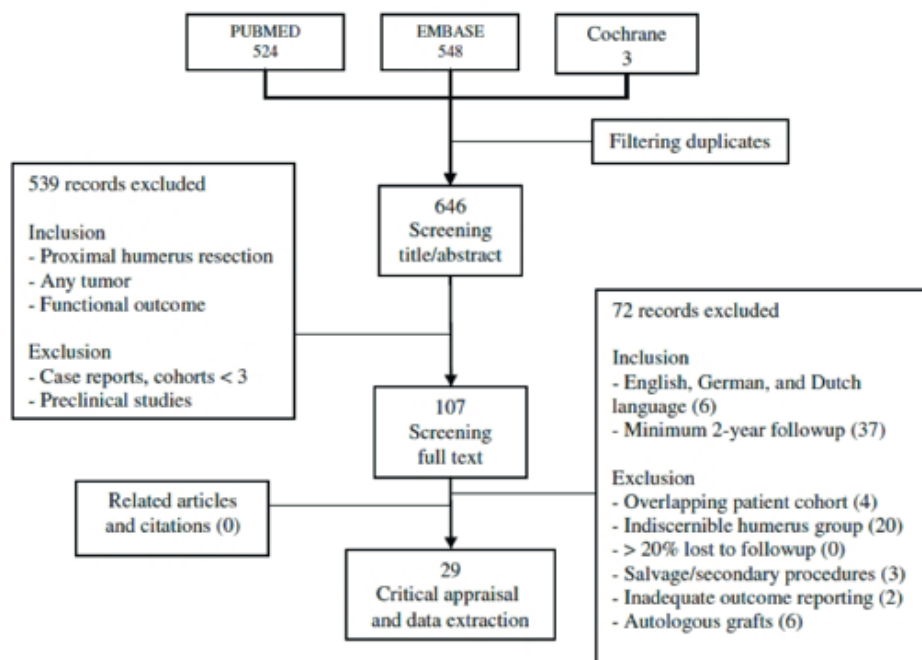 PUBMED
524
EMBASE
548
Cochrane
3
Filtering duplicates
539 records excluded
Inclusion
- Proximal humerus resection
- Any tumor
- Functional outcome
Exclusion
- Case reports, cohorts < 3
- Preclinical studies
646
Screening
title/abstract
72 records excluded
Inclusion
- English, German, and Dutch
language (6)
- Minimum 2-year followup (37)
Exclusion
- Overlapping patient cohort (4)
- Indiscernible humerus group (20)
- > 20% lost to followup (0)
- Salvage/secondary procedures (3)
- Inadequate outcome reporting (2)
- Autologous grafts (6)
107
Screening
full text
Related articles
and citations (0)
29
Critical appraisal
and data extraction